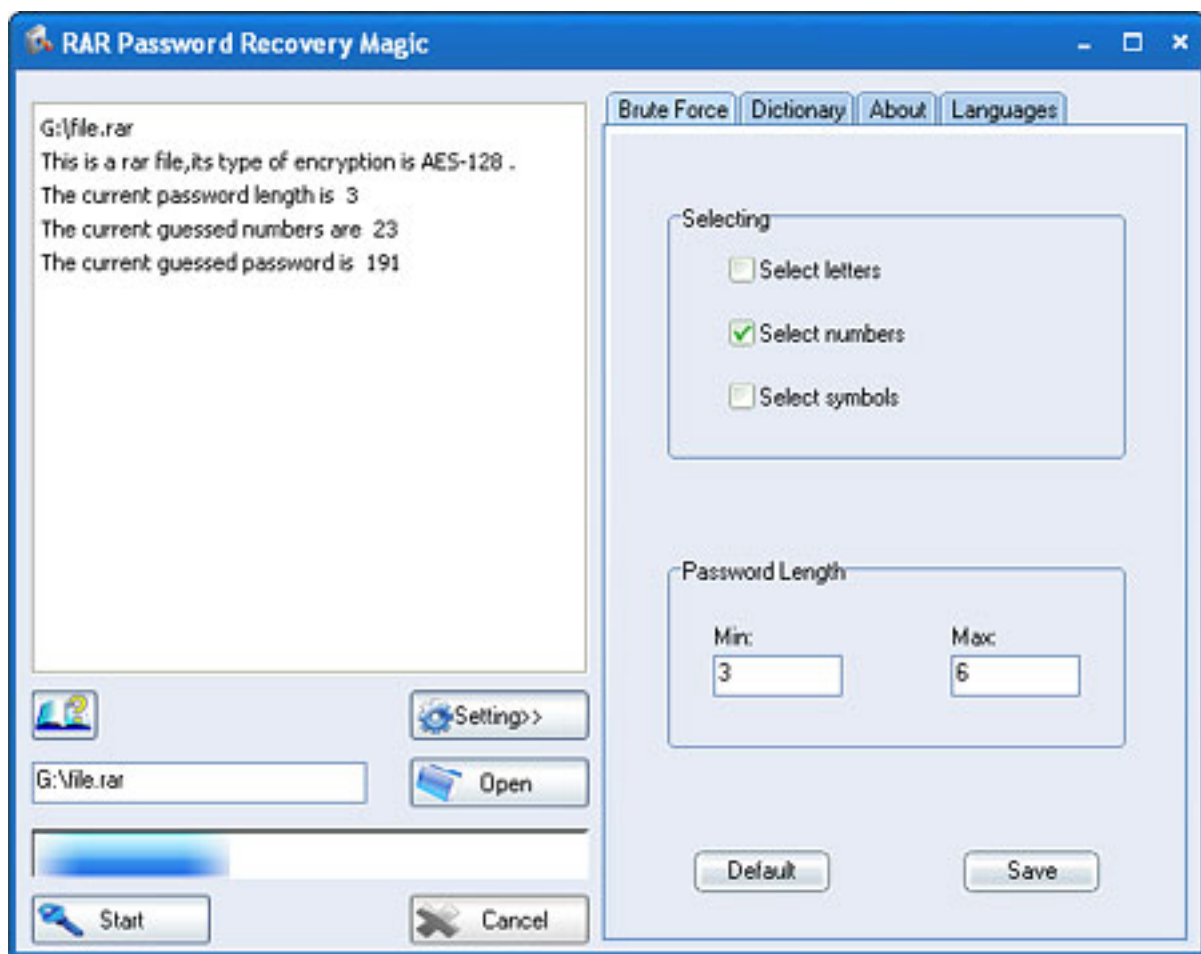 RAR Password Recovery Magic
G:\file.rar
This is a rar file,its type of encryption is AES-128 .
The current password length is 3
The current guessed numbers are 23
The current guessed password is 191
Setting>>
G:\file.rar
Open
Start
Cancel
Brute Force Dictionary About Languages
Selecting
Select letters
Select numbers
Select symbols
Password Length
Min: Max:
3 6
Default Save